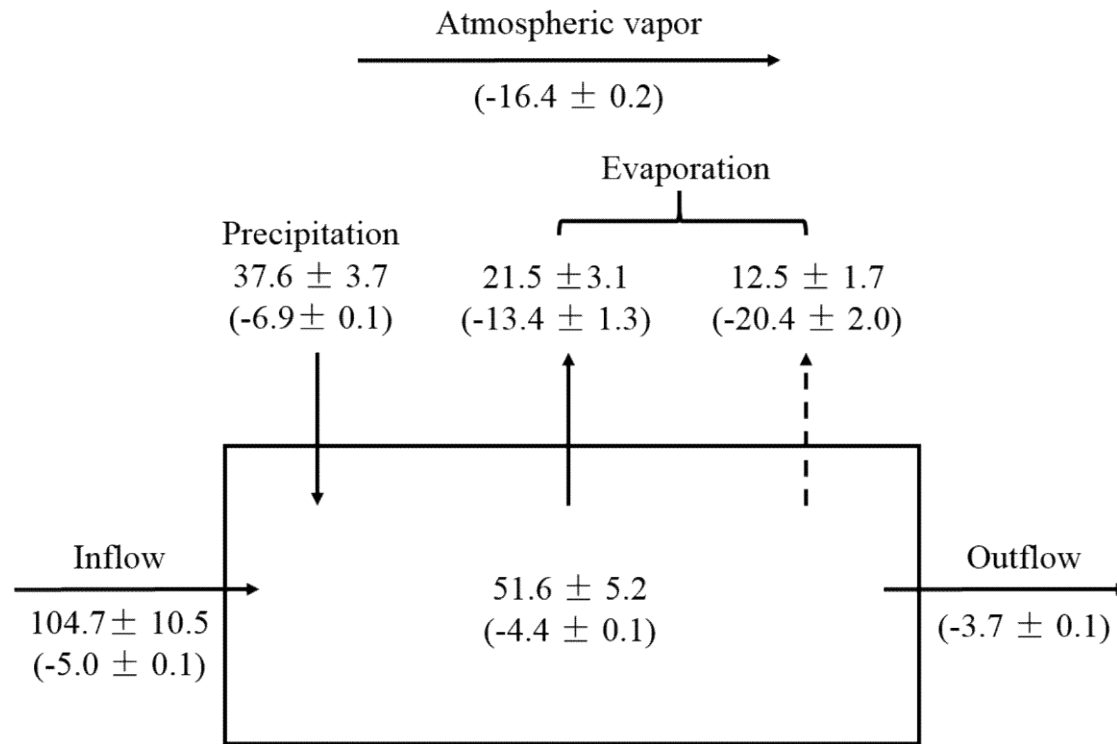 Atmospheric vapor
(-16.4 ± 0.2)
Evaporation
Precipitation
37.6 ± 3.7
(-6.9± 0.1)
21.5 ±3.1
(-13.4 ± 1.3)
12.5 ± 1.7
(-20.4 ± 2.0)
Inflow
104.7± 10.5
(-5.0 ± 0.1)
51.6 ± 5.2
(-4.4 ± 0.1)
Outflow
(-3.7 ± 0.1)